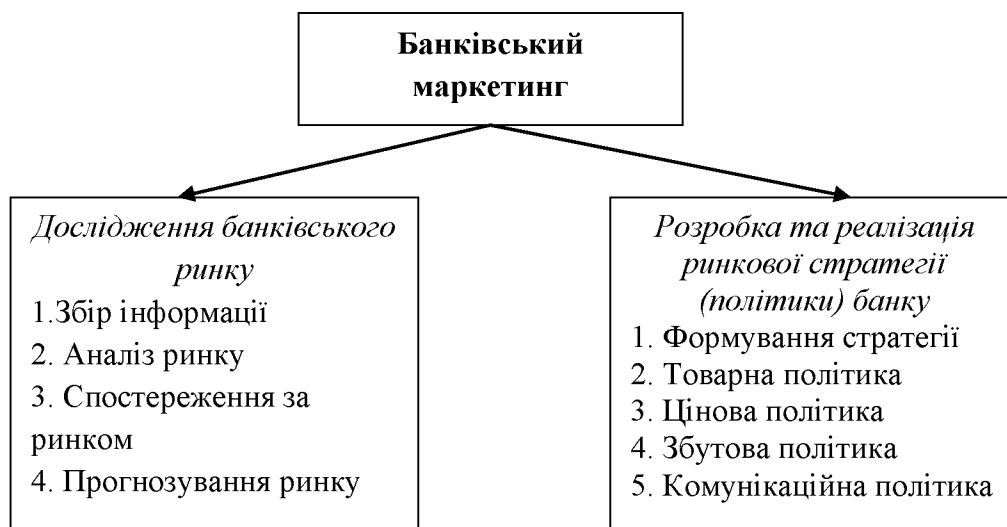 Банківський
маркетинг
Дослідження банківського
ринку
1.Збір інформації
2. Аналіз ринку
3. Спостереження за
ринком
4. Прогнозування ринку
Розробка та реалізація
ринкової стратегії
(політики) банку
1. Формування стратегії
2. Товарна політика
3. Цінова політика
4. Збутова політика
5. Комунікаційна політика